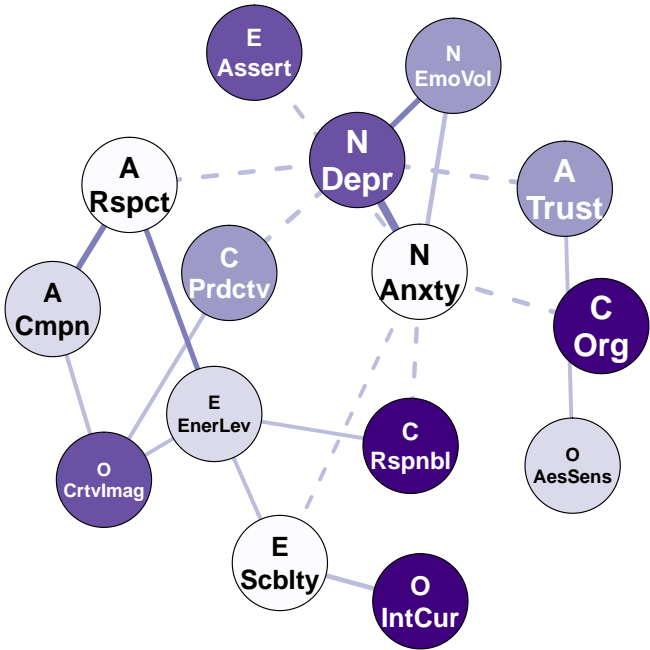 E
Assert
N
EmoVol
N
Depr
A
Rspct
A
Trust
C
Prdctv
N
Anxty
A
Cmpn
C
Org
E
EnerLev
C
Rspnbl
O
CrtvImag
O
AesSens
E
Scblty
O
IntCur